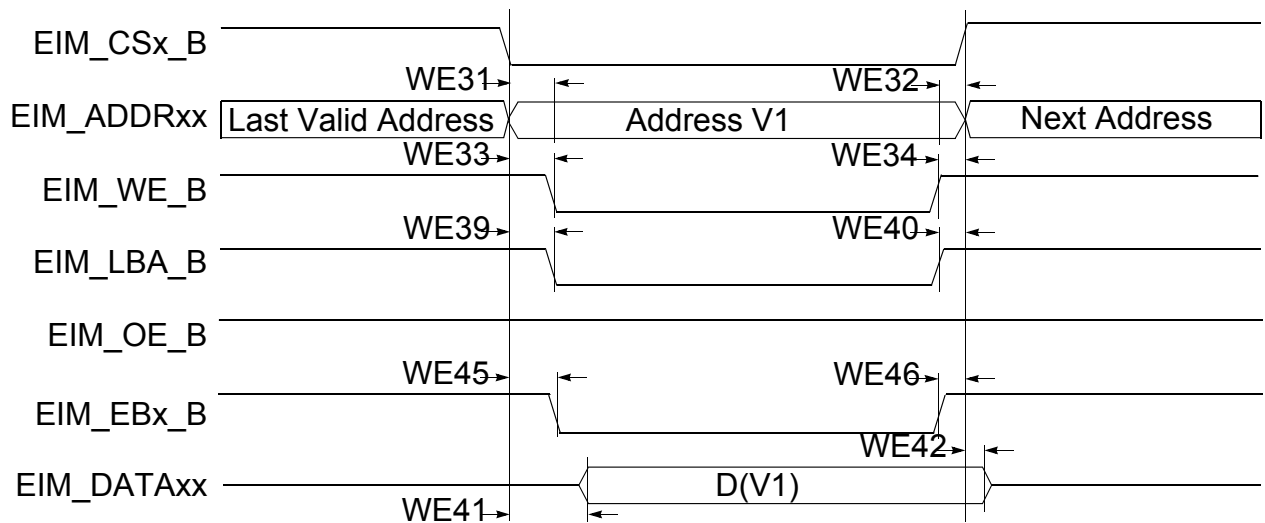 EIM_CSx_B
WE31 WE32
EIM_ADDRxx Last Valid Address Address V1 Next Address
WE33 WE34
EIM_WE_B
WE39 WE40
EIM_LBA_B
EIM_OE_B
WE45 WE46
EIM_EBx_B
WE42
EIM_DATAxx D(V1)
WE41